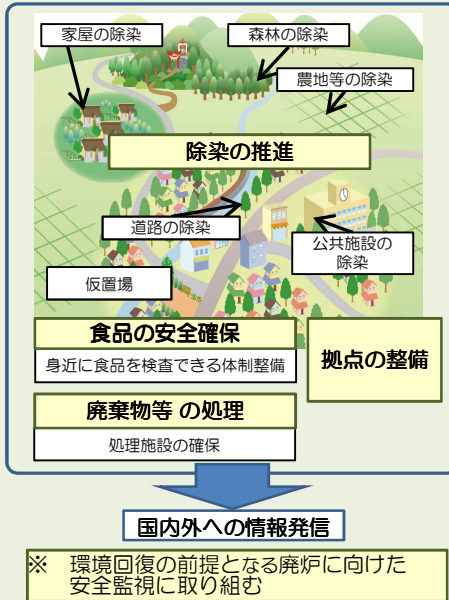 家屋の除染
森林の除染
農地等の除染
除染の推進
道路の除染
公共施設の
除染
仮置場
食品の安全確保
身近に食品を検査できる体制整備
拠点の整備
廃棄物等 の処理
処理施設の確保
国内外への情報発信
※ 環境回復の前提となる廃炉に向けた
安全監視に取り組む